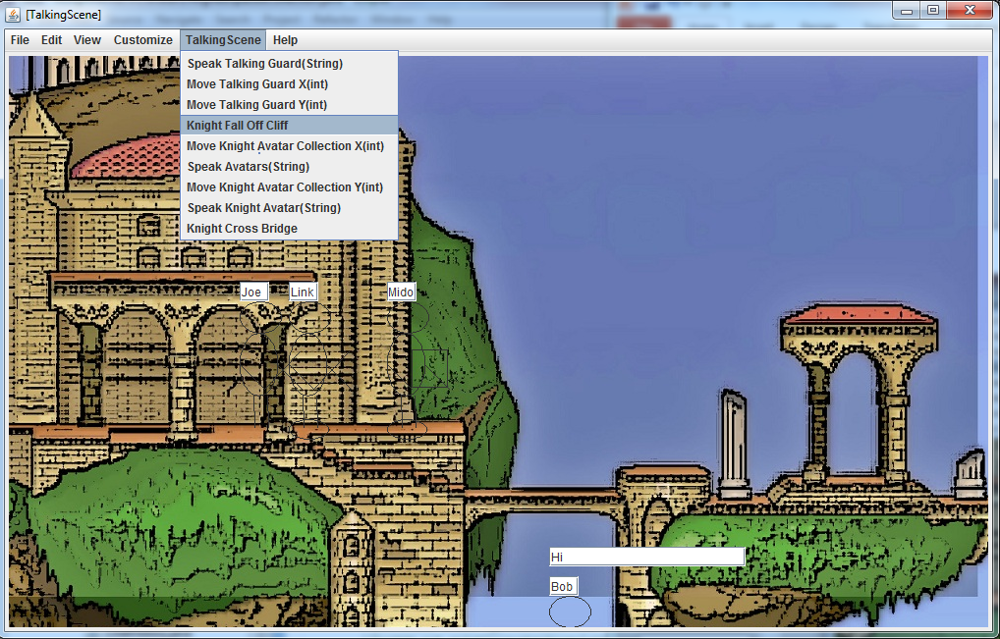 [TalkingScene]
File Edit View Customize TalkingScene Help
Speak Talking Guard(String)
Move Talking Guard X(int)
Move Talking Guard Y(int)
Knight Fall Off Cliff
Move Knight Avatar Collection X(int)
Speak Avatars(String)
Move Knight Avatar Collection Y(int)
Speak Knight Avatar(String)
Knight Cross Bridge
Joe Link Mido
Hi
Bob